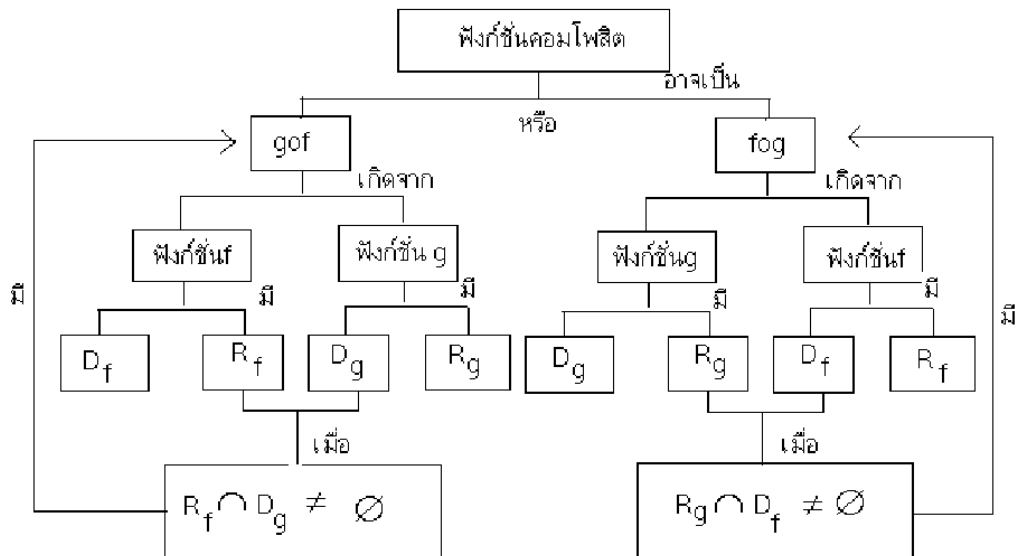 ฟังก์ชั่นคอมโพสิต
อาจเป็น
หรือ
gof
fog
เกิดจาก
เกิดจาก
ฟังก์ชั่นf
ฟังก์ชั่น g
ฟังก์ชั่นg
ฟังก์ชั่นf
มี
มี
มี
มี
มี
มี
D_f
R_f
D_g
R_g
D_g
R_g
D_f
R_f
เมื่อ
เมื่อ
R_f ∩ D_g ≠ ∅
R_g ∩ D_f ≠ ∅